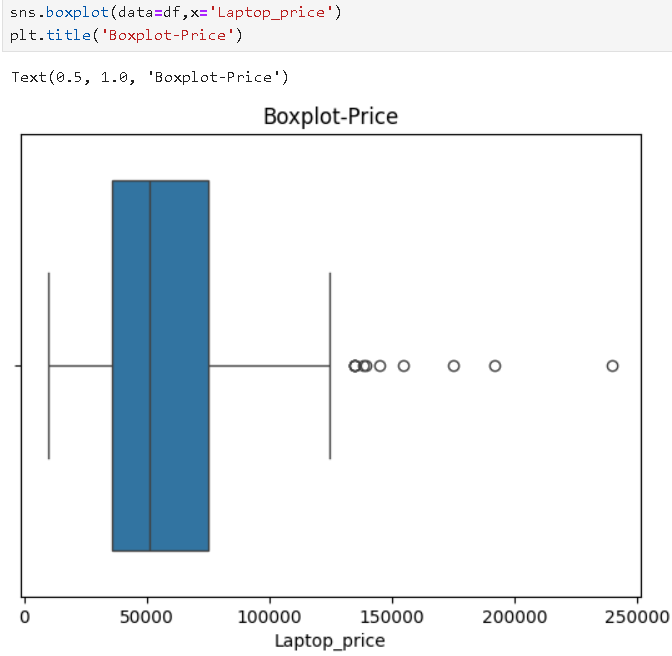 sns.boxplot(data=df,x='Laptop_price')
plt.title('Boxplot-Price')
Text(0.5, 1.0, 'Boxplot-Price')
Boxplot-Price
0 50000 100000 150000 200000 250000
Laptop_price